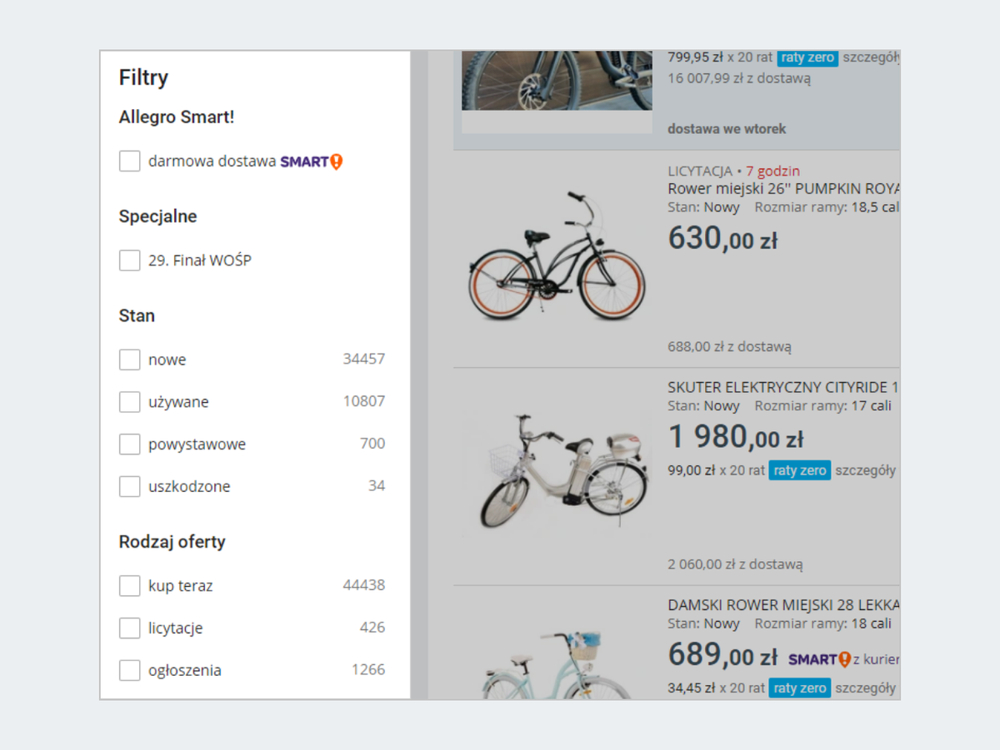 Filtry
Allegro Smart!
darmowa dostawa SMART!
Specjalne
29. Finał WOŚP
Stan
nowe 34457
używane 10807
powystawowe 700
uszkodzone 34
Rodzaj oferty
kup teraz 44438
licytacje 426
ogłoszenia 1266
799,95 zł x 20 rat raty zero szczegóły
16 007,99 zł z dostawą
dostawa we wtorek
LICYTACJA • 7 godzin
Rower miejski 26" PUMPKIN ROYA
Stan: Nowy Rozmiar ramy: 18,5 cal
630,00 zł
688,00 zł z dostawą
SKUTER ELEKTRYCZNY CITYRIDE 1
Stan: Nowy Rozmiar ramy: 17 cali
1 980,00 zł
99,00 zł x 20 rat raty zero szczegóły
2 060,00 zł z dostawą
DAMSKI ROWER MIEJSKI 28 LEKKA
Stan: Nowy Rozmiar ramy: 18 cali
689,00 zł SMART! z kurier
34,45 zł x 20 rat raty zero szczegóły